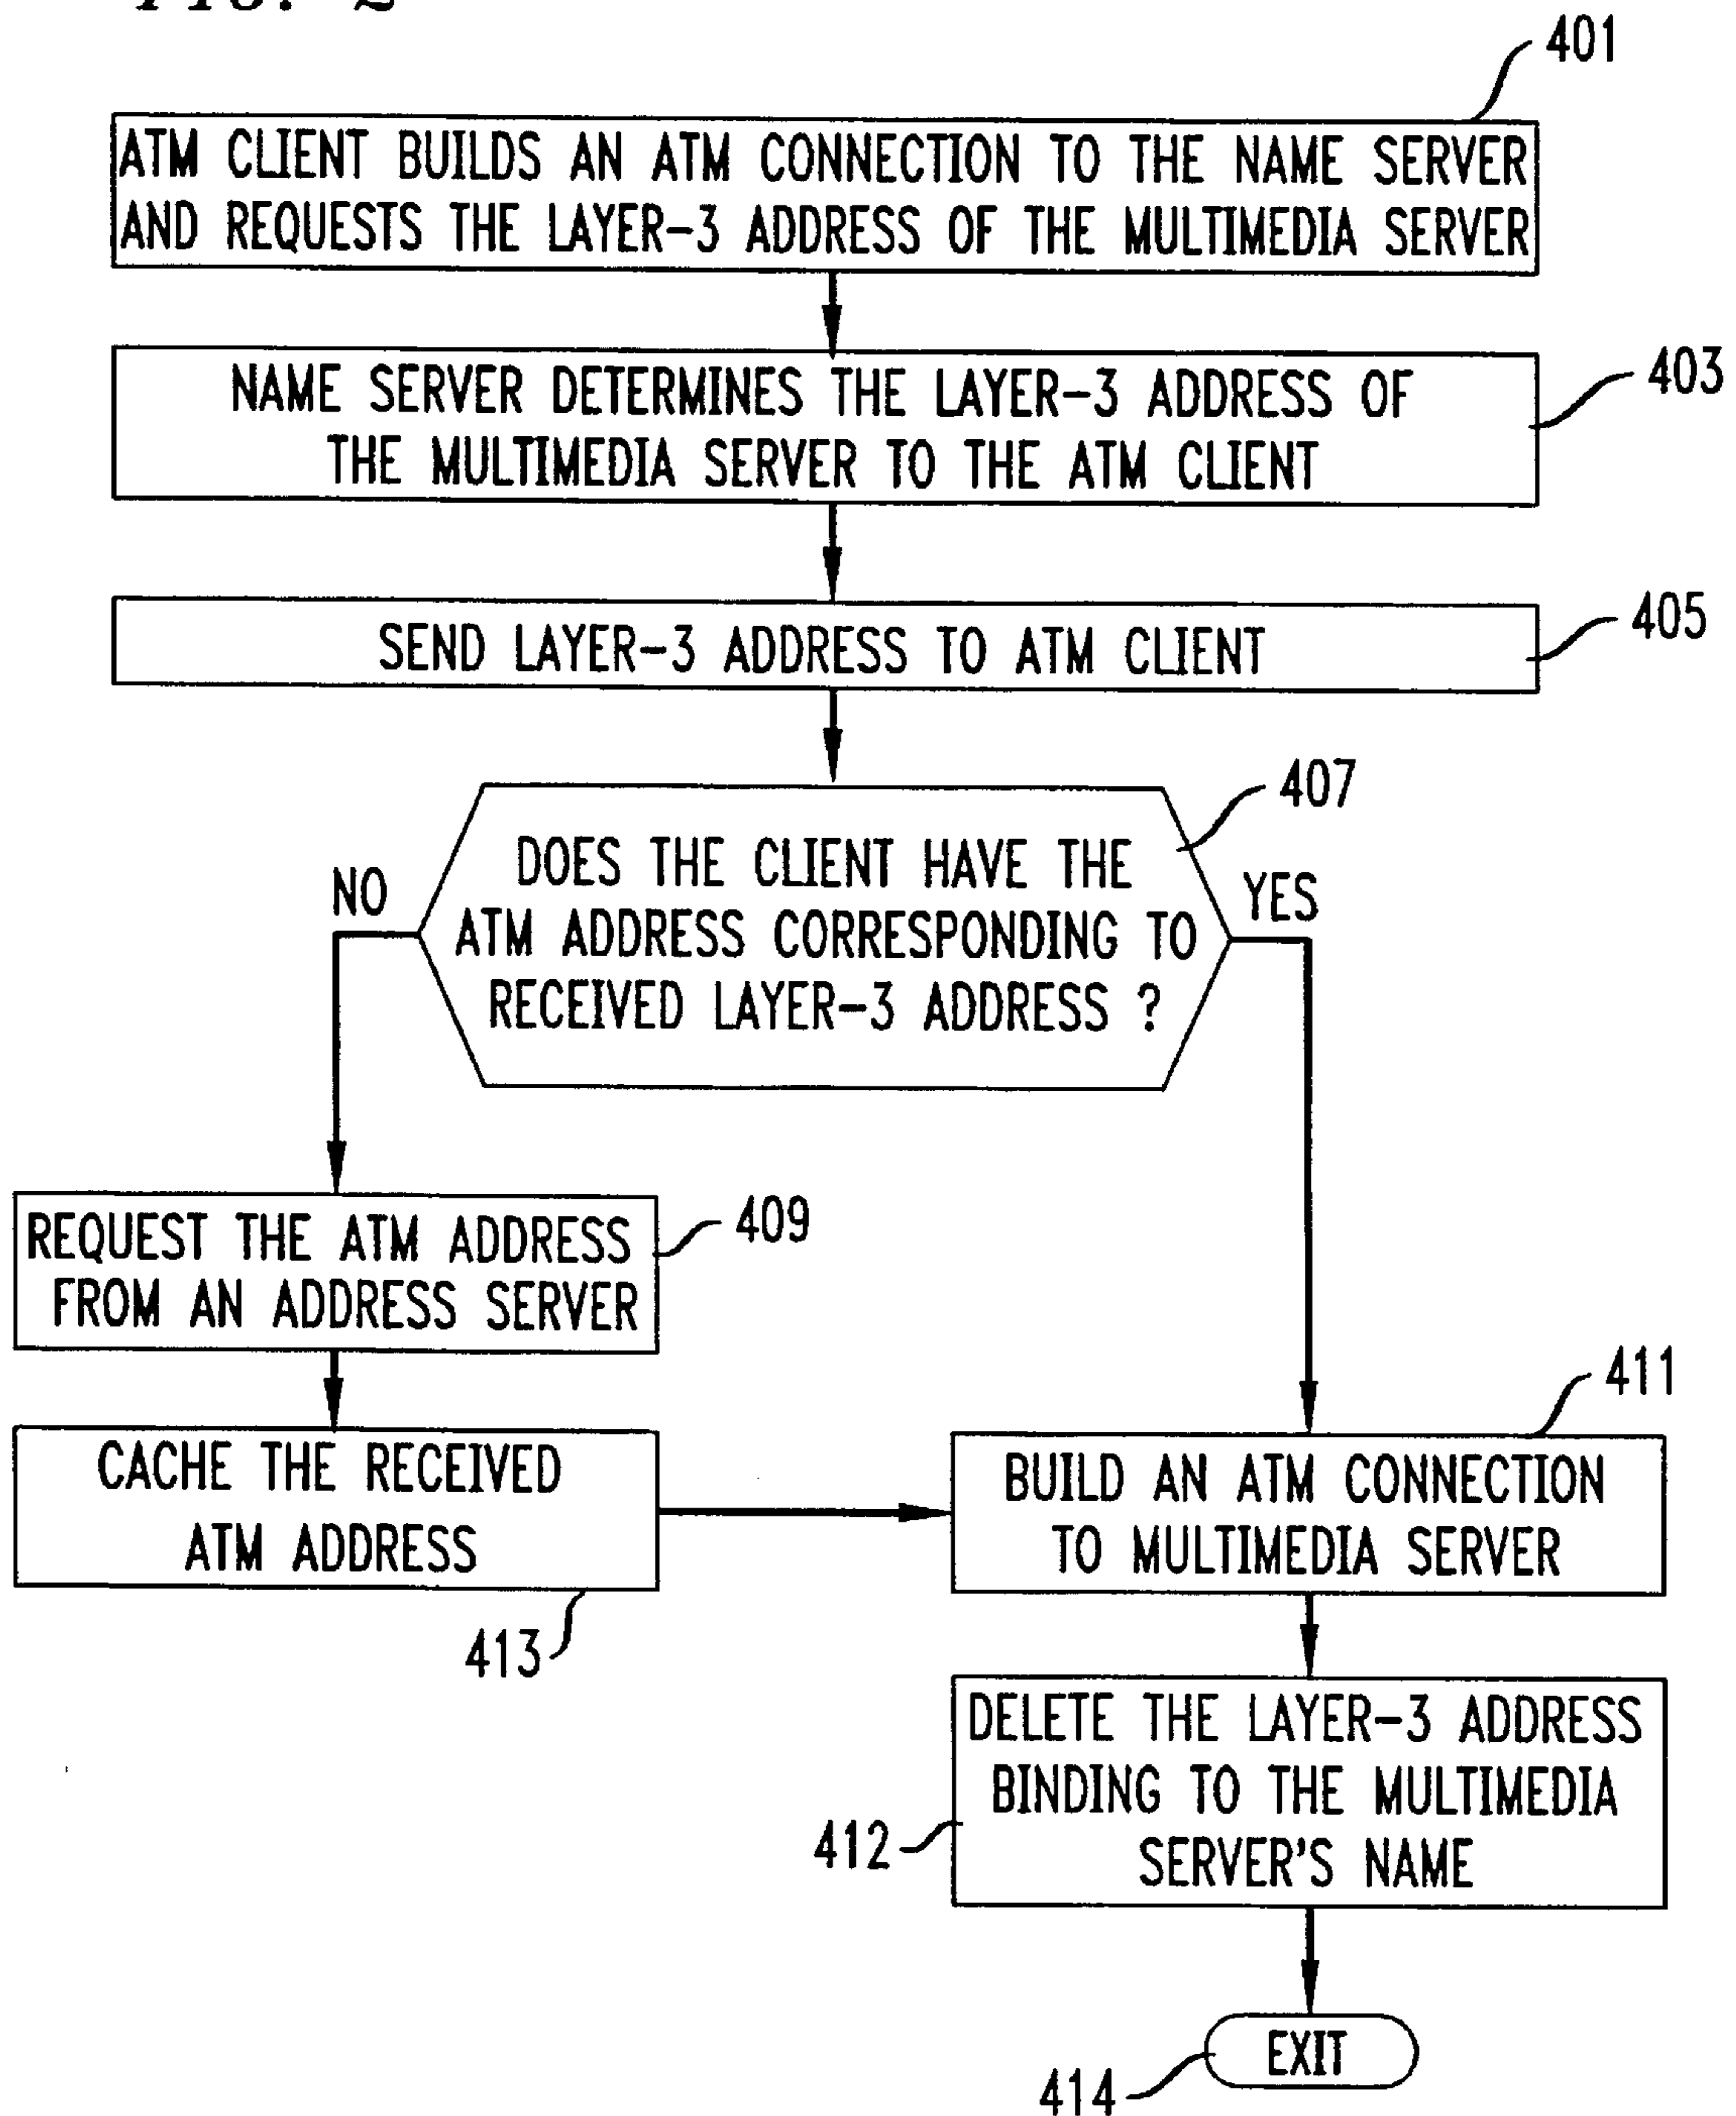 FIG. 2
401
ATM CLIENT BUILDS AN ATM CONNECTION TO THE NAME SERVER
AND REQUESTS THE LAYER-3 ADDRESS OF THE MULTIMEDIA SERVER
NAME SERVER DETERMINES THE LAYER-3 ADDRESS OF
THE MULTIMEDIA SERVER TO THE ATM CLIENT
403
SEND LAYER-3 ADDRESS TO ATM CLIENT
405
407
DOES THE CLIENT HAVE THE
ATM ADDRESS CORRESPONDING TO
RECEIVED LAYER-3 ADDRESS ?
NO
YES
REQUEST THE ATM ADDRESS
FROM AN ADDRESS SERVER
409
CACHE THE RECEIVED
ATM ADDRESS
413
411
BUILD AN ATM CONNECTION
TO MULTIMEDIA SERVER
DELETE THE LAYER-3 ADDRESS
BINDING TO THE MULTIMEDIA
SERVER'S NAME
412
EXIT
414